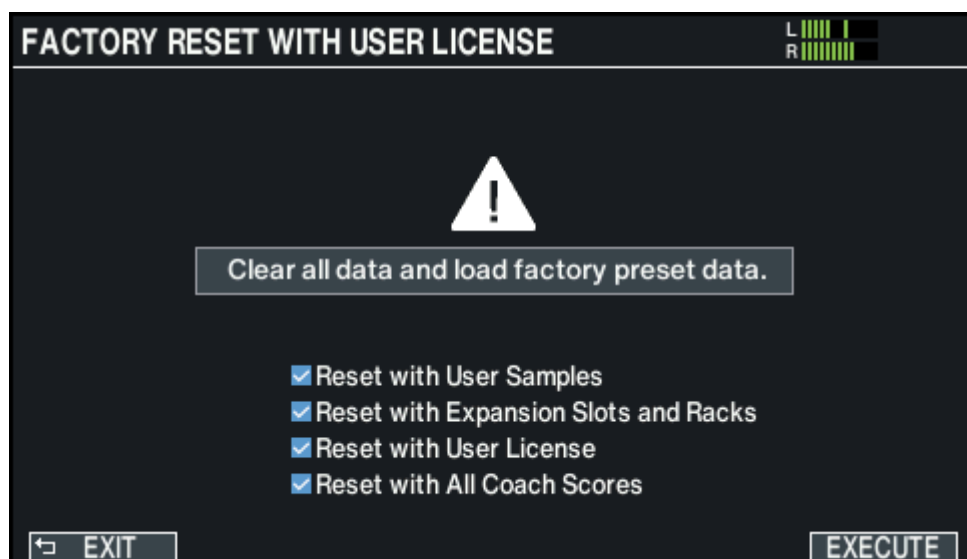 FACTORY RESET WITH USER LICENSE
L
R
!
Clear all data and load factory preset data.
Reset with User Samples
Reset with Expansion Slots and Racks
Reset with User License
Reset with All Coach Scores
EXIT
EXECUTE